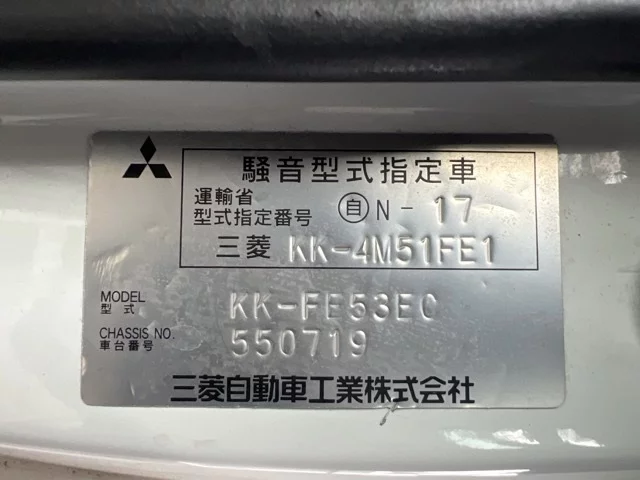 騒音型式指定車
運輸省
型式指定番号 ㊀自 N - 17
三菱 KK-4M51FE1
MODEL
型式 KK-FE53EC
CHASSIS NO.
車台番号 550719
三菱自動車工業株式会社